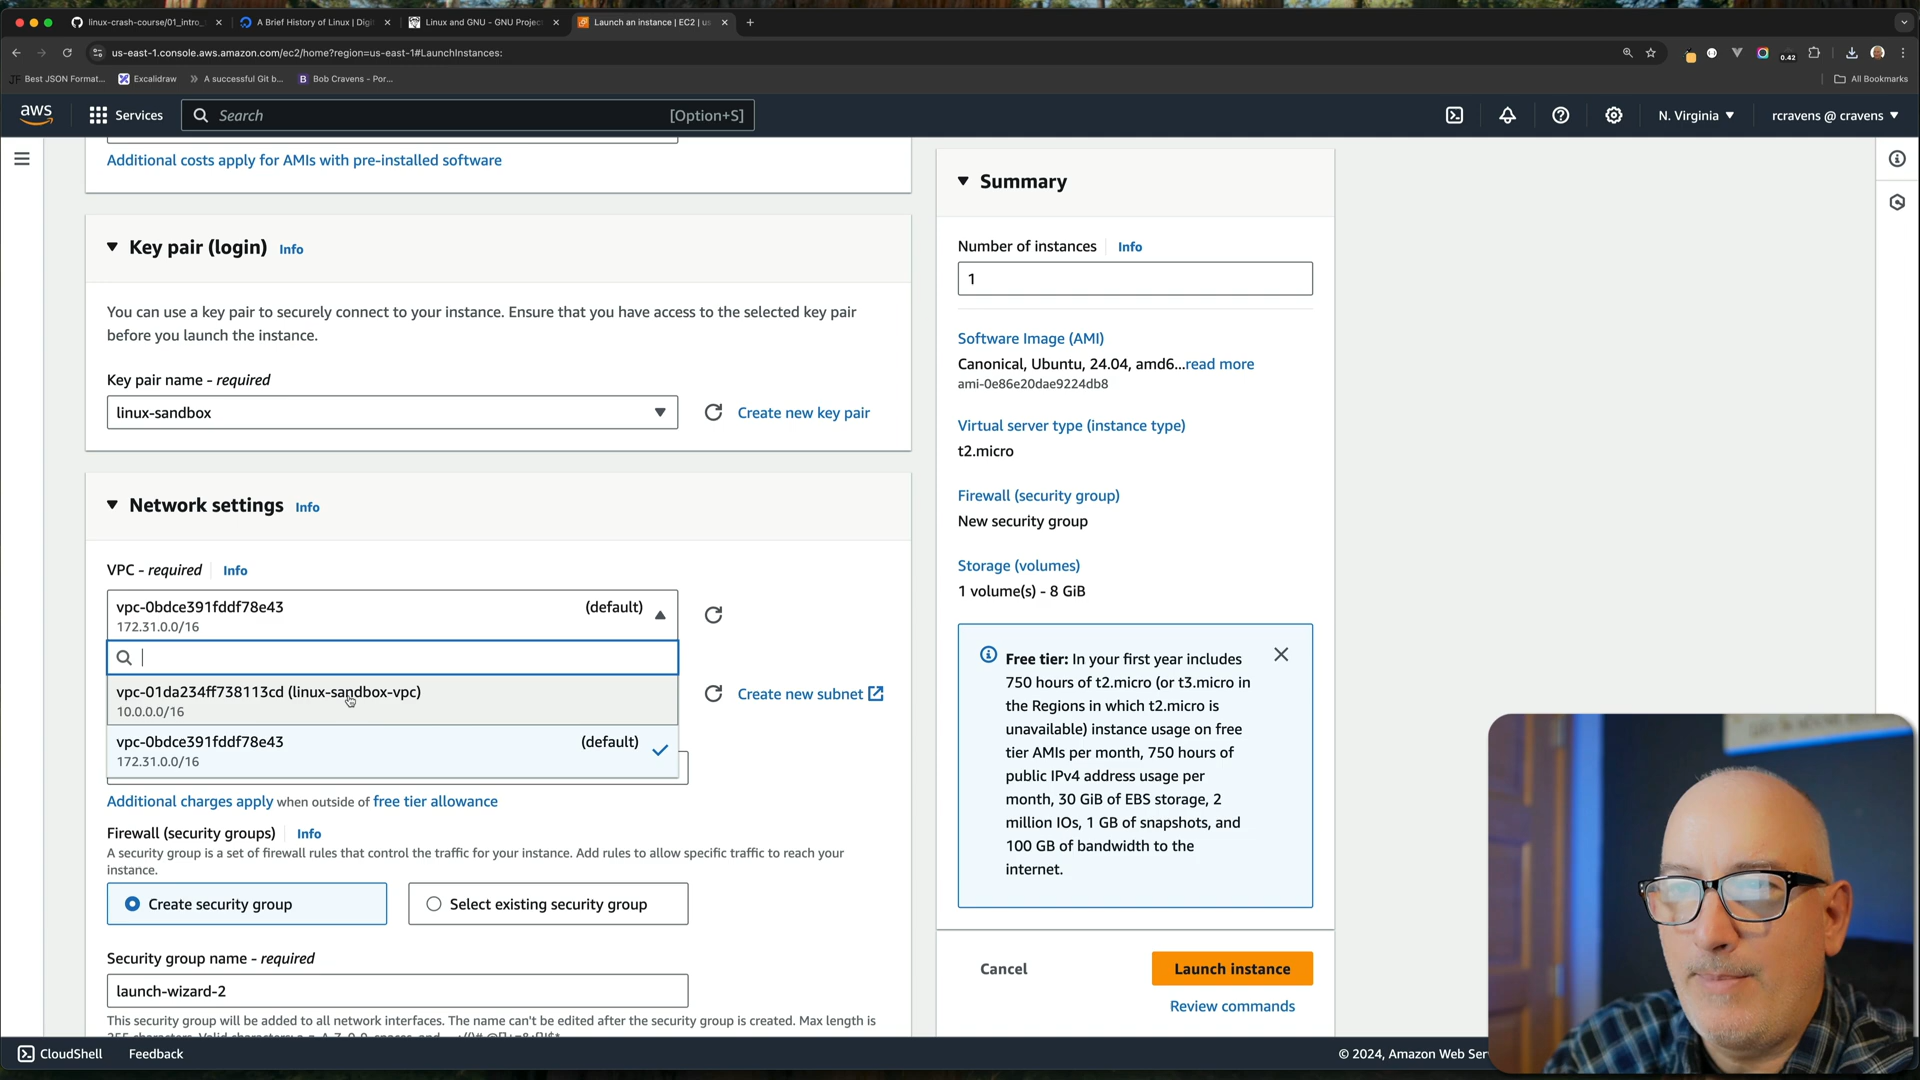 linux-crash-course/01_intro_
A Brief History of Linux | Digit
Linux and GNU - GNU Project
Launch an instance | EC2 | us
us-east-1.console.aws.amazon.com/ec2/home?region=us-east-1#LaunchInstances:
0.42
JF Best JSON Format...
Excalidraw
A successful Git b...
B Bob Cravens - Por...
All Bookmarks
aws
Services
Search
[Option+S]
N. Virginia
rcravens @ cravens
Additional costs apply for AMIs with pre-installed software
Key pair (login) Info
You can use a key pair to securely connect to your instance. Ensure that you have access to the selected key pair
before you launch the instance.
Key pair name - required
linux-sandbox
Create new key pair
Network settings Info
VPC - required Info
vpc-0bdce391fddf78e43 (default)
172.31.0.0/16
vpc-01da234ff738113cd (linux-sandbox-vpc)
10.0.0.0/16
Create new subnet
vpc-0bdce391fddf78e43 (default)
172.31.0.0/16
Additional charges apply when outside of free tier allowance
Firewall (security groups) Info
A security group is a set of firewall rules that control the traffic for your instance. Add rules to allow specific traffic to reach your
instance.
Create security group
Select existing security group
Security group name - required
launch-wizard-2
This security group will be added to all network interfaces. The name can't be edited after the security group is created. Max length is
Summary
Number of instances Info
1
Software Image (AMI)
Canonical, Ubuntu, 24.04, amd6...read more
ami-0e86e20dae9224db8
Virtual server type (instance type)
t2.micro
Firewall (security group)
New security group
Storage (volumes)
1 volume(s) - 8 GiB
Free tier: In your first year includes
750 hours of t2.micro (or t3.micro in
the Regions in which t2.micro is
unavailable) instance usage on free
tier AMIs per month, 750 hours of
public IPv4 address usage per
month, 30 GiB of EBS storage, 2
million IOs, 1 GB of snapshots, and
100 GB of bandwidth to the
internet.
Cancel
Launch instance
Review commands
CloudShell
Feedback
© 2024, Amazon Web Ser